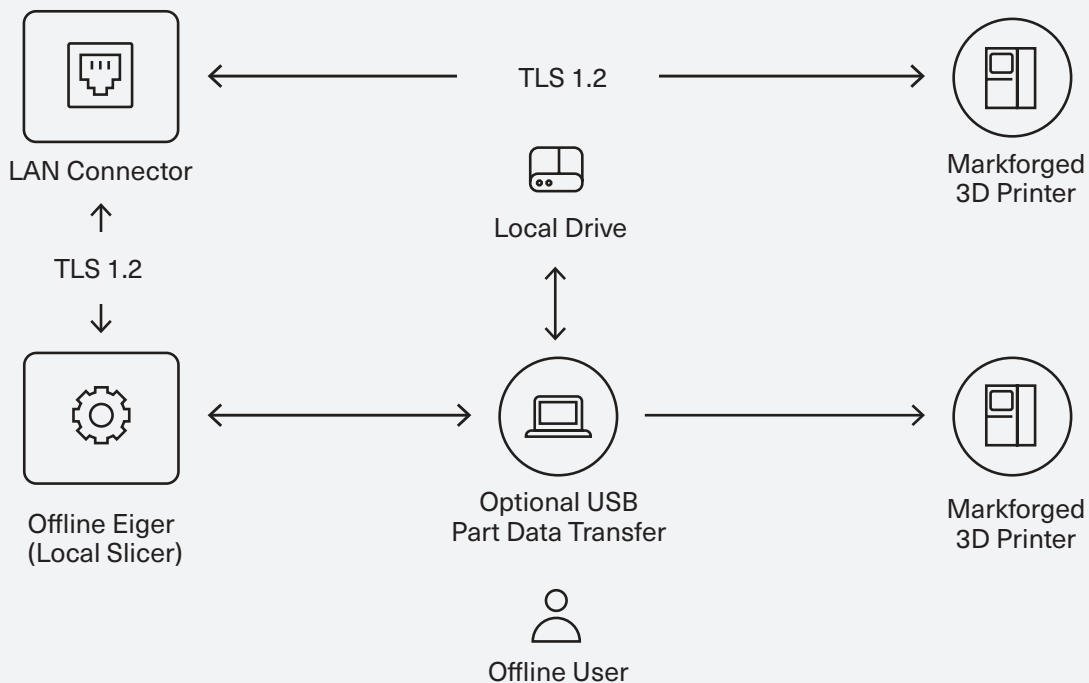 TLS 1.2
LAN Connector
Markforged
3D Printer
Local Drive
TLS 1.2
Offline Eiger
(Local Slicer)
Optional USB
Part Data Transfer
Markforged
3D Printer
Offline User